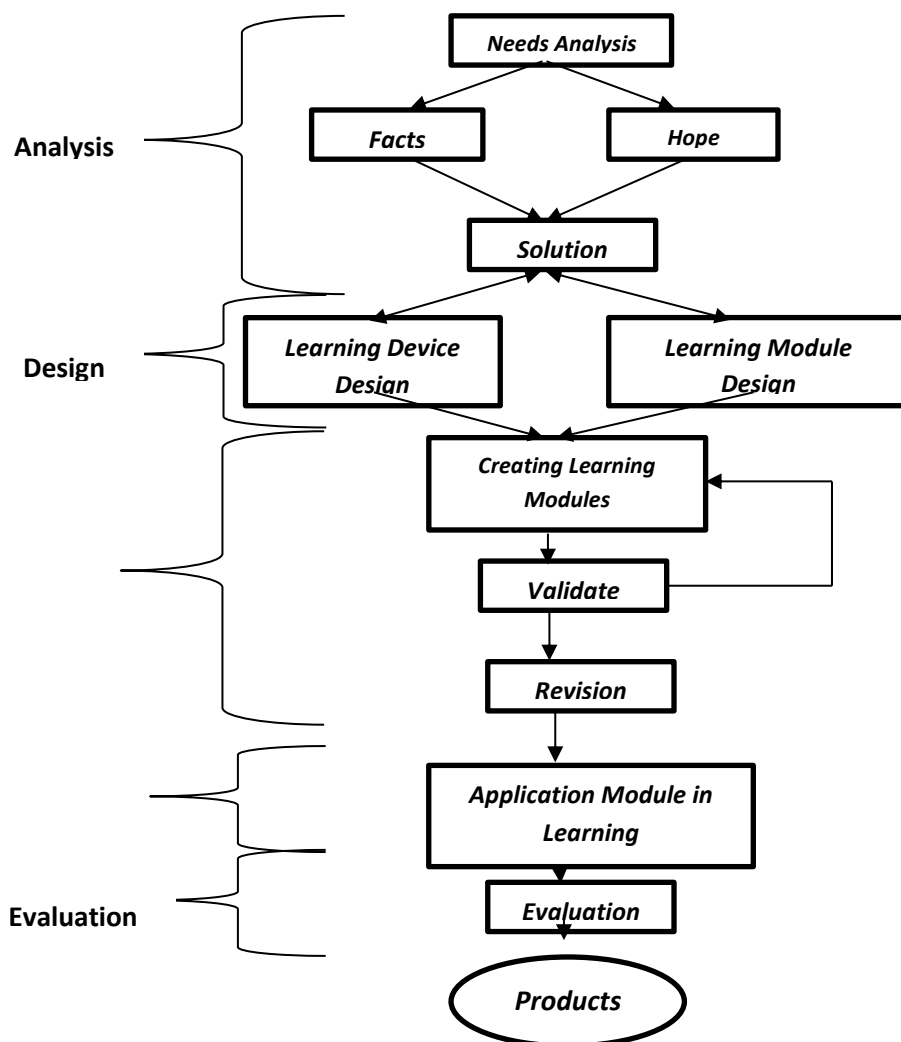 Needs Analysis
Facts
Hope
Analysis
Solution
Learning Device
Design
Learning Module
Design
Design
Creating Learning
Modules
Validate
Revision
Application Module in
Learning
Evaluation
Evaluation
Products